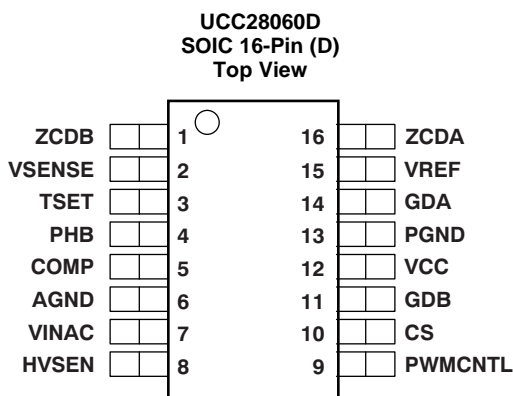 UCC28060D
SOIC 16-Pin (D)
Top View
ZCDB 1 16 ZCDA
VSENSE 2 15 VREF
TSET 3 14 GDA
PHB 4 13 PGND
COMP 5 12 VCC
AGND 6 11 GDB
VINAC 7 10 CS
HVSEN 8 9 PWMCNTL